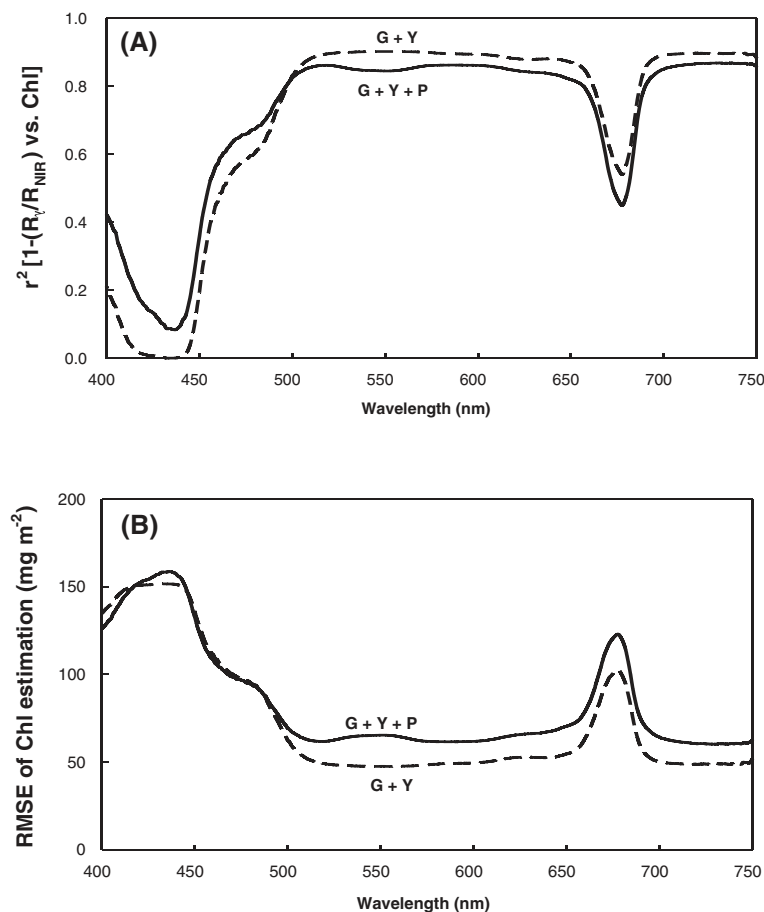 (A)
r² [1-(Rγ/RNIR) vs. Chl]
1.0
0.8
0.6
0.4
0.2
0.0
G + Y
G + Y + P
400 450 500 550 600 650 700 750
Wavelength (nm)
(B)
RMSE of Chl estimation (mg m⁻²)
200
150
100
50
0
G + Y + P
G + Y
400 450 500 550 600 650 700 750
Wavelength (nm)